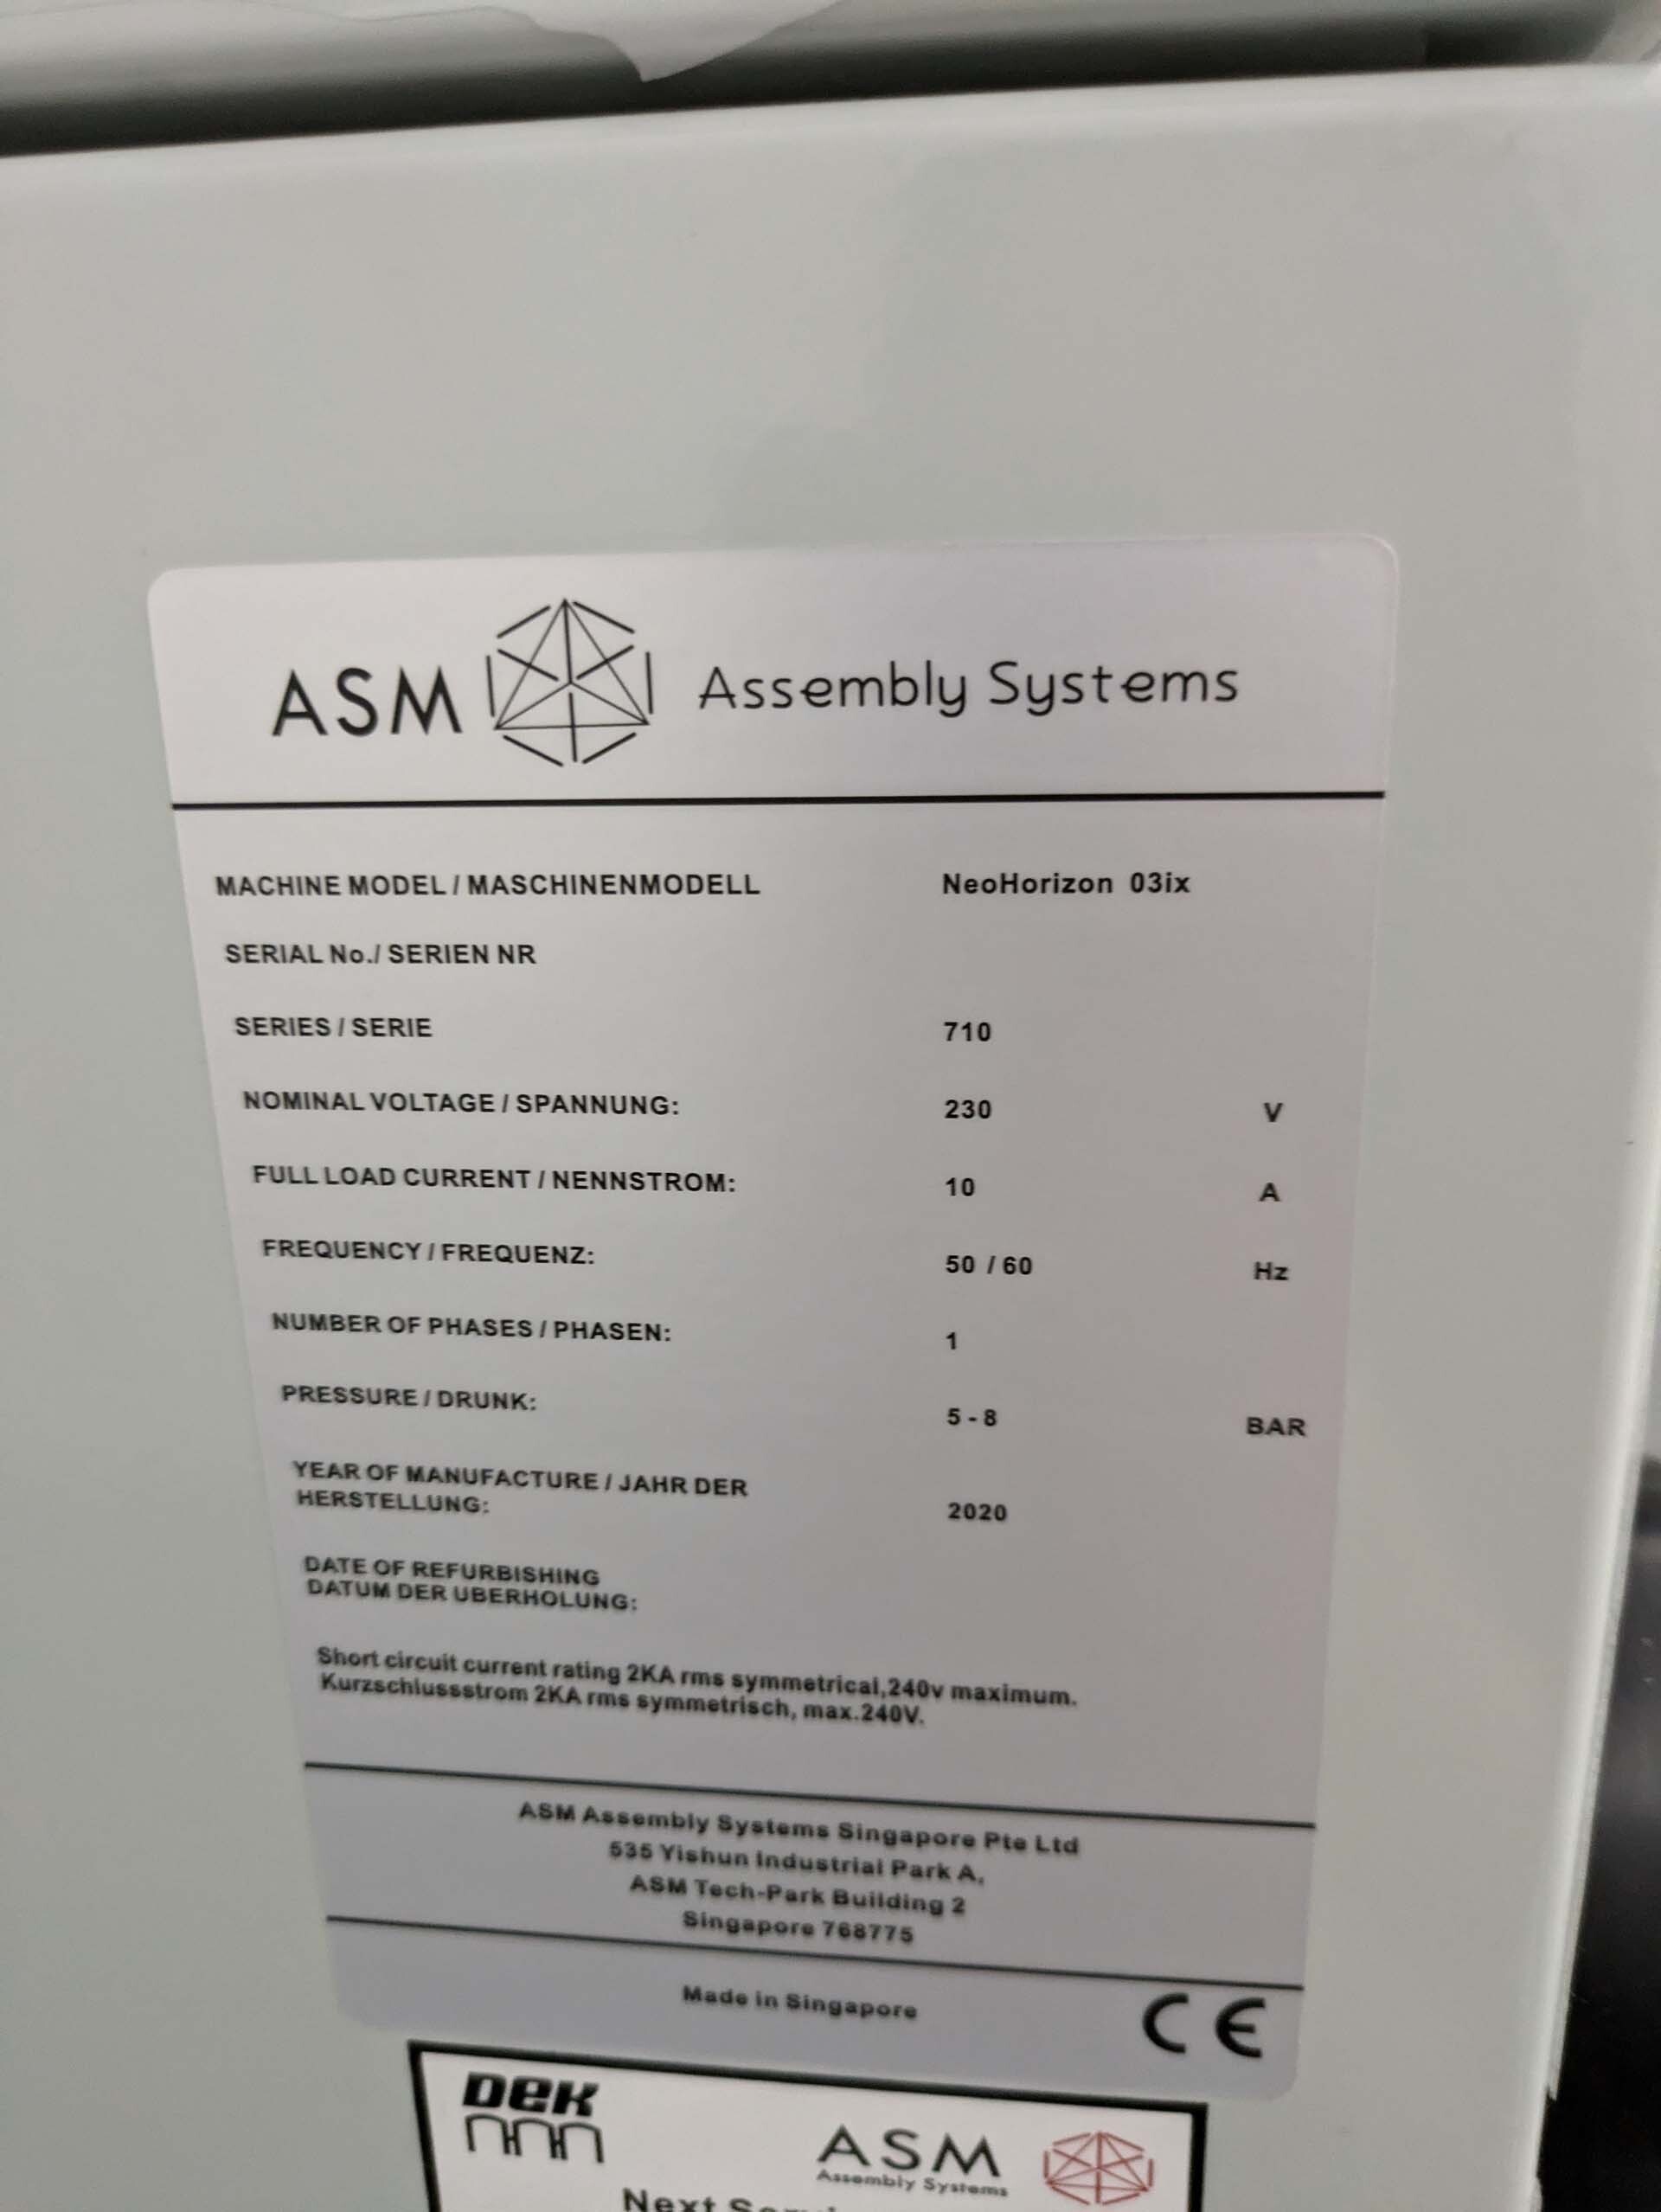 ASM Assembly Systems
MACHINE MODEL / MASCHINENMODELL NeoHorizon 03ix
SERIAL No./ SERIEN NR
SERIES / SERIE 710
NOMINAL VOLTAGE / SPANNUNG: 230 V
FULL LOAD CURRENT / NENNSTROM: 10 A
FREQUENCY / FREQUENZ: 50 / 60 Hz
NUMBER OF PHASES / PHASEN: 1
PRESSURE / DRUNK: 5 - 8 BAR
YEAR OF MANUFACTURE / JAHR DER
HERSTELLUNG: 2020
DATE OF REFURBISHING
DATUM DER UBERHOLUNG:
Short circuit current rating 2KA rms symmetrical,240v maximum.
Kurzschlussstrom 2KA rms symmetrisch, max.240V.
ASM Assembly Systems Singapore Pte Ltd
535 Yishun Industrial Park A,
ASM Tech-Park Building 2
Singapore 768775
Made in Singapore CE
DEK ASM
Assembly Systems
Next